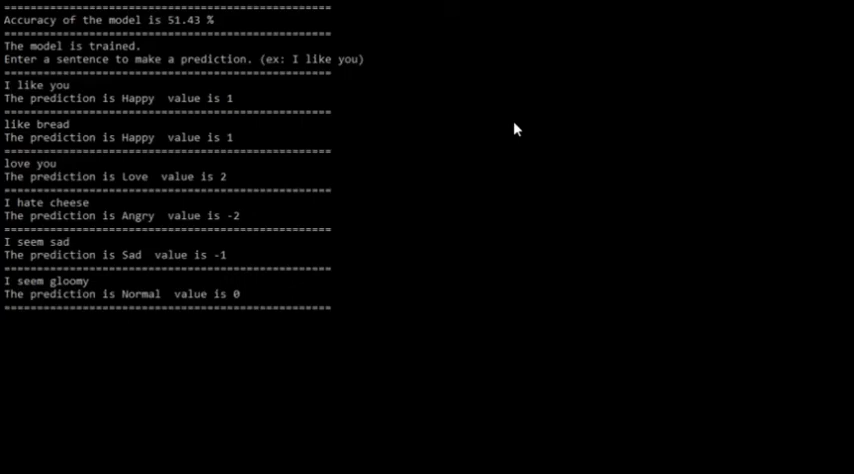 ==================================================
Accuracy of the model is 51.43 %
==================================================
The model is trained.
Enter a sentence to make a prediction. (ex: I like you)
==================================================
I like you
The prediction is Happy  value is 1
==================================================
like bread
The prediction is Happy  value is 1
==================================================
love you
The prediction is Love  value is 2
==================================================
I hate cheese
The prediction is Angry  value is -2
==================================================
I seem sad
The prediction is Sad  value is -1
==================================================
I seem gloomy
The prediction is Normal  value is 0
==================================================